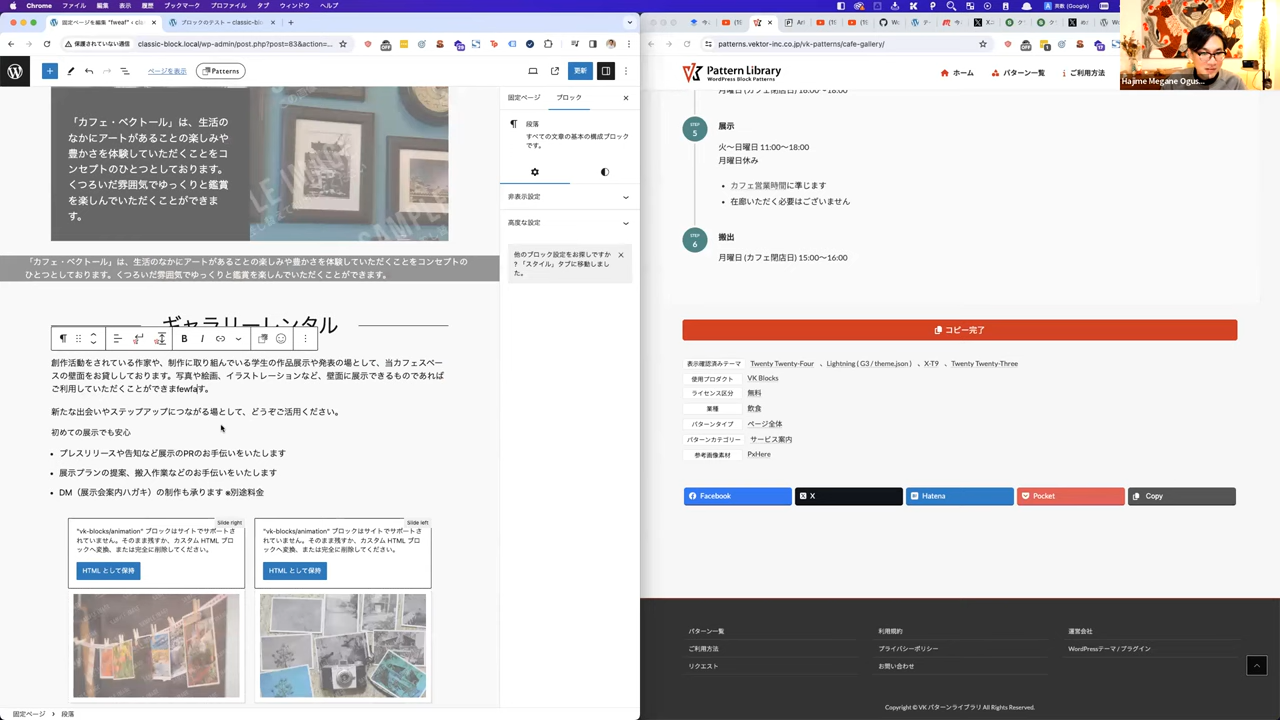 Chrome ファイル 編集 表示 履歴 ブックマーク プロファイル タブ ウィンドウ ヘルプ
英数 (Google)
固定ページを編集 "fweaf" ‹ c
ブロックのテスト – classic-blo
保護されていない通信
classic-block.local/wp-admin/post.php?post=83&action=...
patterns.vektor-inc.co.jp/vk-patterns/cafe-gallery/
ページを表示
Patterns
更新
VK Pattern Library
WordPress Block Patterns
ホーム
パターン一覧
ご利用方法
Hajime Megane Ogus...
「カフェ・ベクトール」は、生活の
なかにアートがあることの楽しみや
豊かさを体験していただくことをコ
ンセプトのひとつとしております。
くつろいだ雰囲気でゆっくりと鑑賞
を楽しんでいただくことができま
す。
「カフェ・ベクトール」は、生活のなかにアートがあることの楽しみや豊かさを体験していただくことをコンセプトの
ひとつとしております。くつろいだ雰囲気でゆっくりと鑑賞を楽しんでいただくことができます。
ギャラリーレンタル
創作活動をされている作家や、制作に取り組んでいる学生の作品展示や発表の場として、当カフェスペー
スの壁面をお貸ししております。写真や絵画、イラストレーションなど、壁面に展示できるものであれば
ご利用していただくことができまfewfaす。
新たな出会いやステップアップにつながる場として、どうぞご活用ください。
初めての展示でも安心
プレスリリースや告知など展示のPRのお手伝いをいたします
展示プランの提案、搬入作業などのお手伝いをいたします
DM（展示会案内ハガキ）の制作も承ります ※別途料金
Slide right
"vk-blocks/animation" ブロックはサイトでサポートさ
れていません。そのまま残すか、カスタム HTML ブロ
ックへ変換、または完全に削除してください。
HTML として保持
Slide left
"vk-blocks/animation" ブロックはサイトでサポートさ
れていません。そのまま残すか、カスタム HTML ブロ
ックへ変換、または完全に削除してください。
HTML として保持
固定ページ › 段落
固定ページ
ブロック
段落
すべての文章の基本の構成ブロック
です。
非表示設定
高度な設定
他のブロック設定をお探しですか
? 「スタイル」タブに移動しまし
た。
月曜日 (カフェ閉店日) 16:00〜18:00
STEP
5
展示
火〜日曜日 11:00〜18:00
月曜日休み
カフェ営業時間に準じます
在廊いただく必要はございません
STEP
6
搬出
月曜日 (カフェ閉店日) 15:00〜16:00
コピー完了
表示確認済みテーマ Twenty Twenty-Four 、Lightning ( G3 / theme.json ) 、X-T9 、Twenty Twenty-Three
使用プロダクト VK Blocks
ライセンス区分 無料
業種 飲食
パターンタイプ ページ全体
パターンカテゴリー サービス案内
参考画像素材 PxHere
Facebook
X
Hatena
Pocket
Copy
パターン一覧
ご利用方法
リクエスト
利用規約
プライバシーポリシー
お問い合わせ
運営会社
WordPressテーマ / プラグイン
Copyright © VK パターンライブラリ All Rights Reserved.